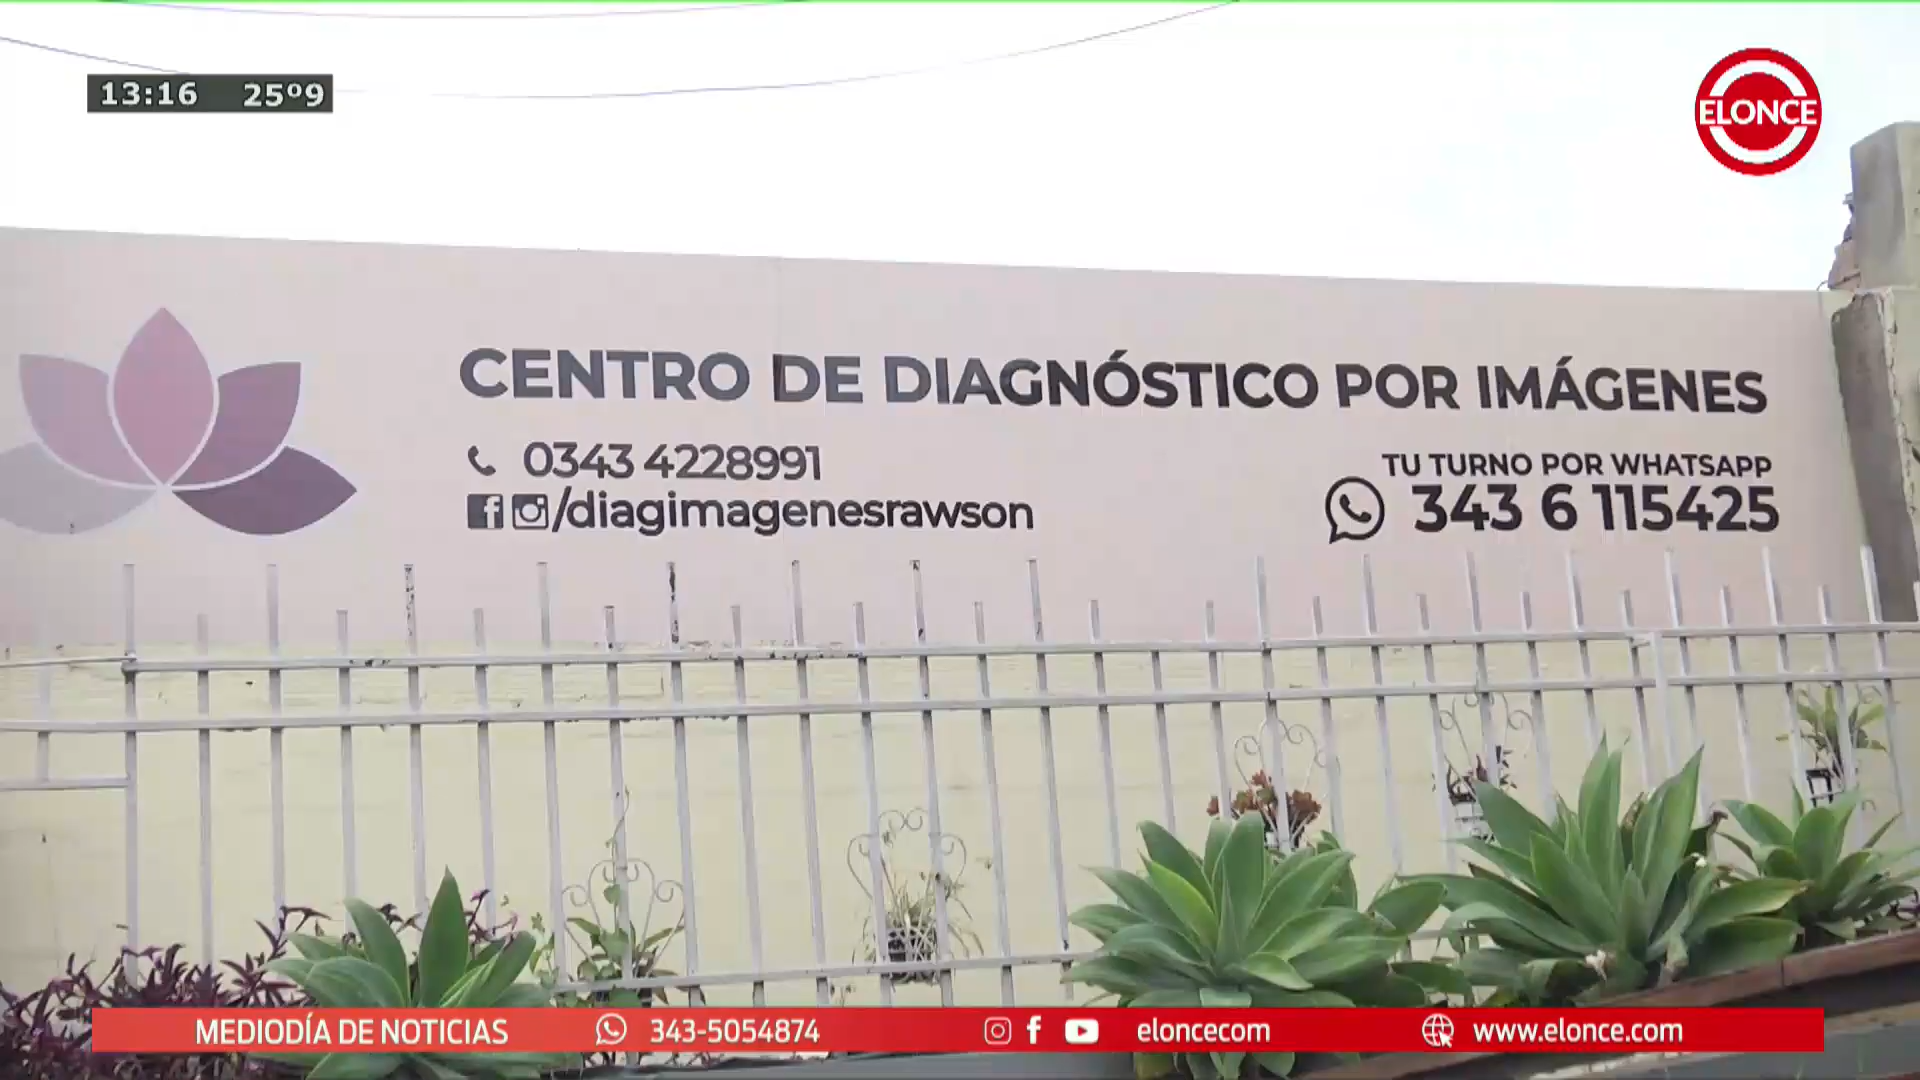 13:16 25º9
ELONCE
CENTRO DE DIAGNÓSTICO POR IMÁGENES
0343 4228991
/diagimagenesrawson
TU TURNO POR WHATSAPP
343 6 115425
MEDIODÍA DE NOTICIAS 343-5054874 eloncecom www.elonce.com